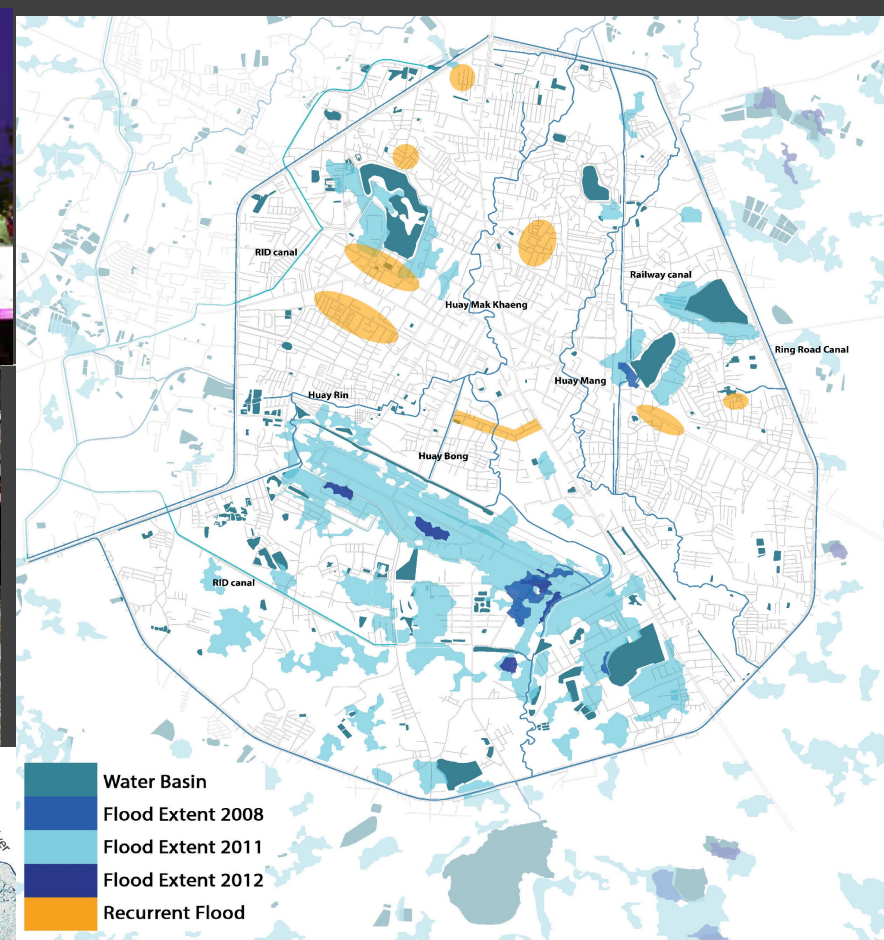 RID canal
Railway canal
Huay Mak Khaeng
Ring Road Canal
Huay Mang
Huay Rin
Huay Bong
RID canal
Water Basin
Flood Extent 2008
Flood Extent 2011
Flood Extent 2012
Recurrent Flood